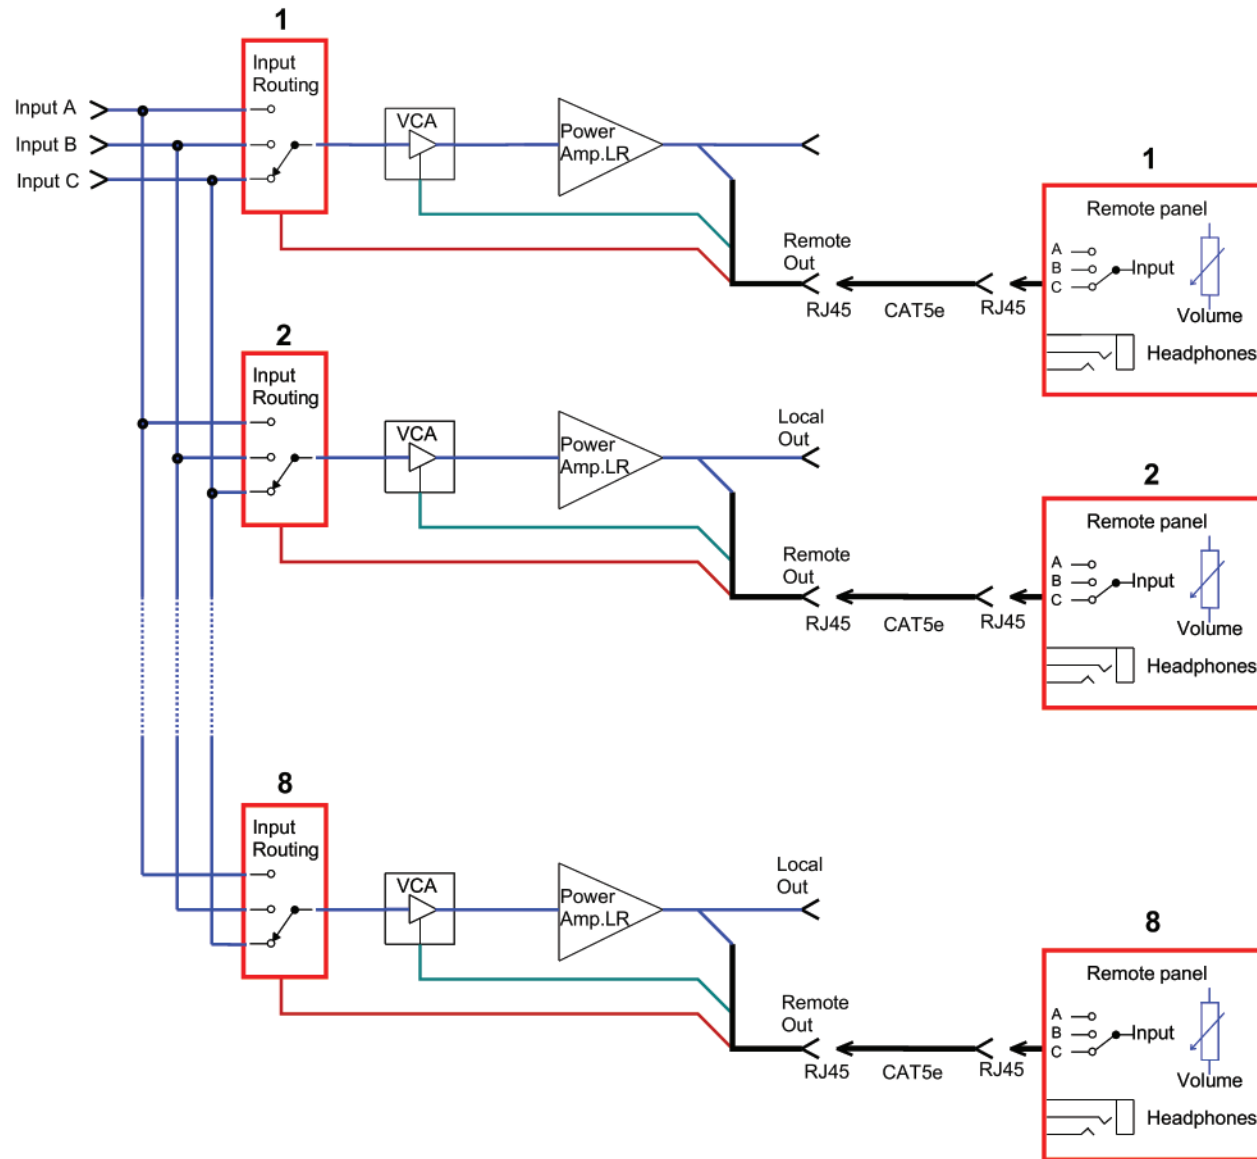 1
Input
Routing
Input A
Input B
Input C
VCA
Power
Amp.LR
Remote
Out
RJ45
CAT5e
RJ45
1
Remote panel
A
B
C
Input
Volume
Headphones
2
Input
Routing
VCA
Power
Amp.LR
Local
Out
Remote
Out
RJ45
CAT5e
RJ45
2
Remote panel
A
B
C
Input
Volume
Headphones
8
Input
Routing
VCA
Power
Amp.LR
Local
Out
Remote
Out
RJ45
CAT5e
RJ45
8
Remote panel
A
B
C
Input
Volume
Headphones